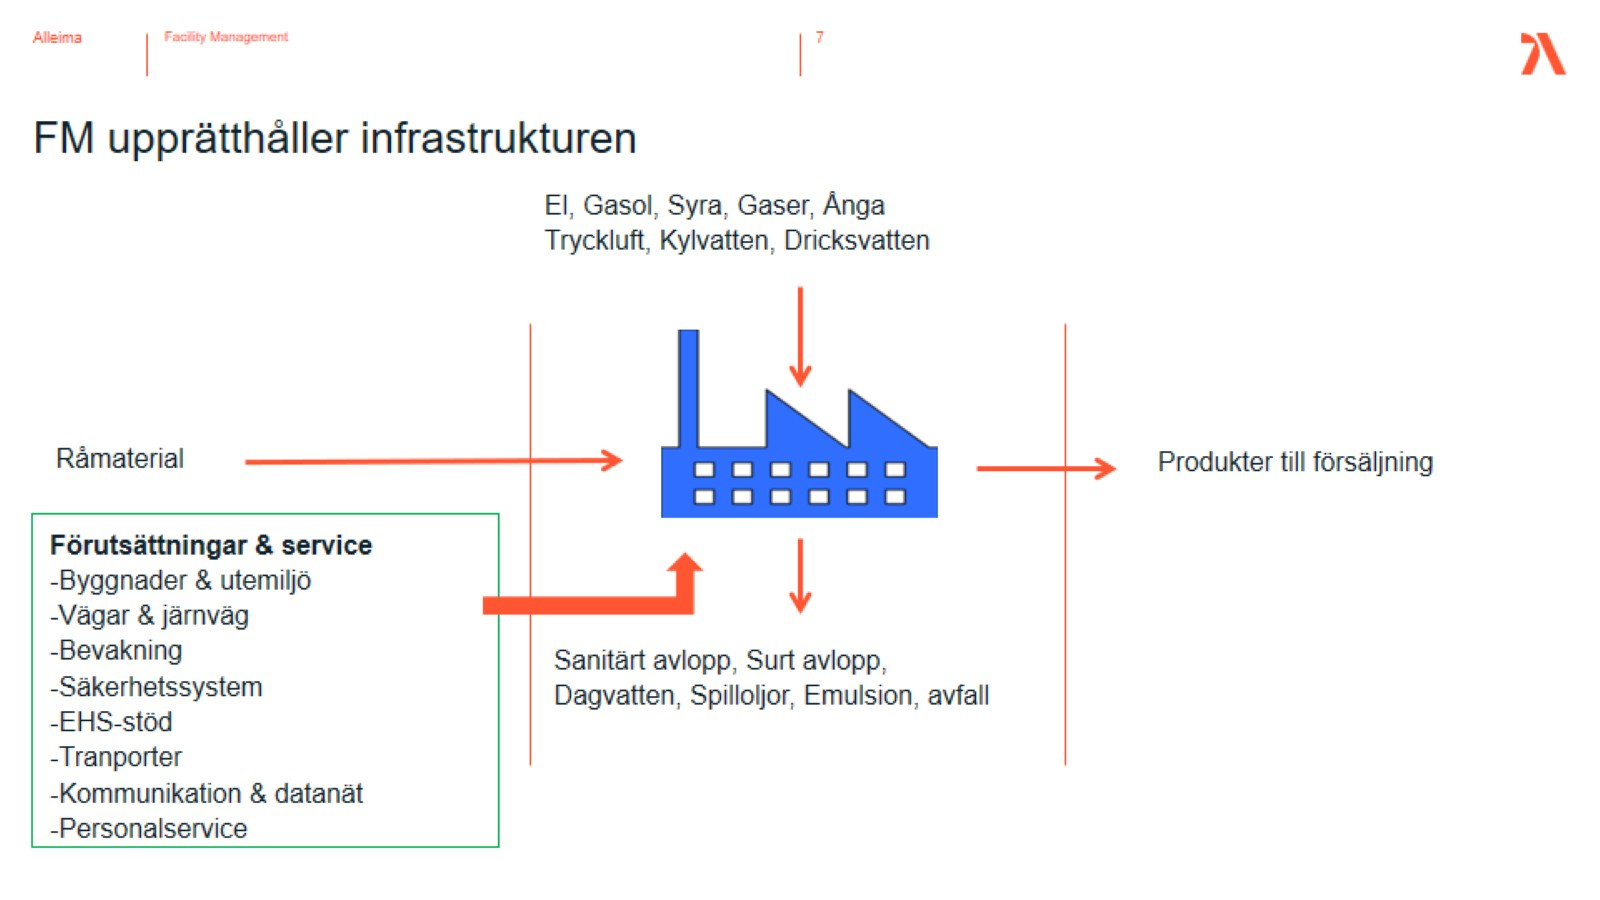 Alleima
Facility Management
7
FM upprätthåller infrastrukturen
El, Gasol, Syra, Gaser, Ånga
Tryckluft, Kylvatten, Dricksvatten
Råmaterial
Produkter till försäljning
Förutsättningar & service
-Byggnader & utemiljö
-Vägar & järnväg
-Bevakning
-Säkerhetssystem
-EHS-stöd
-Tranporter
-Kommunikation & datanät
-Personalservice
Sanitärt avlopp, Surt avlopp,
Dagvatten, Spilloljor, Emulsion, avfall